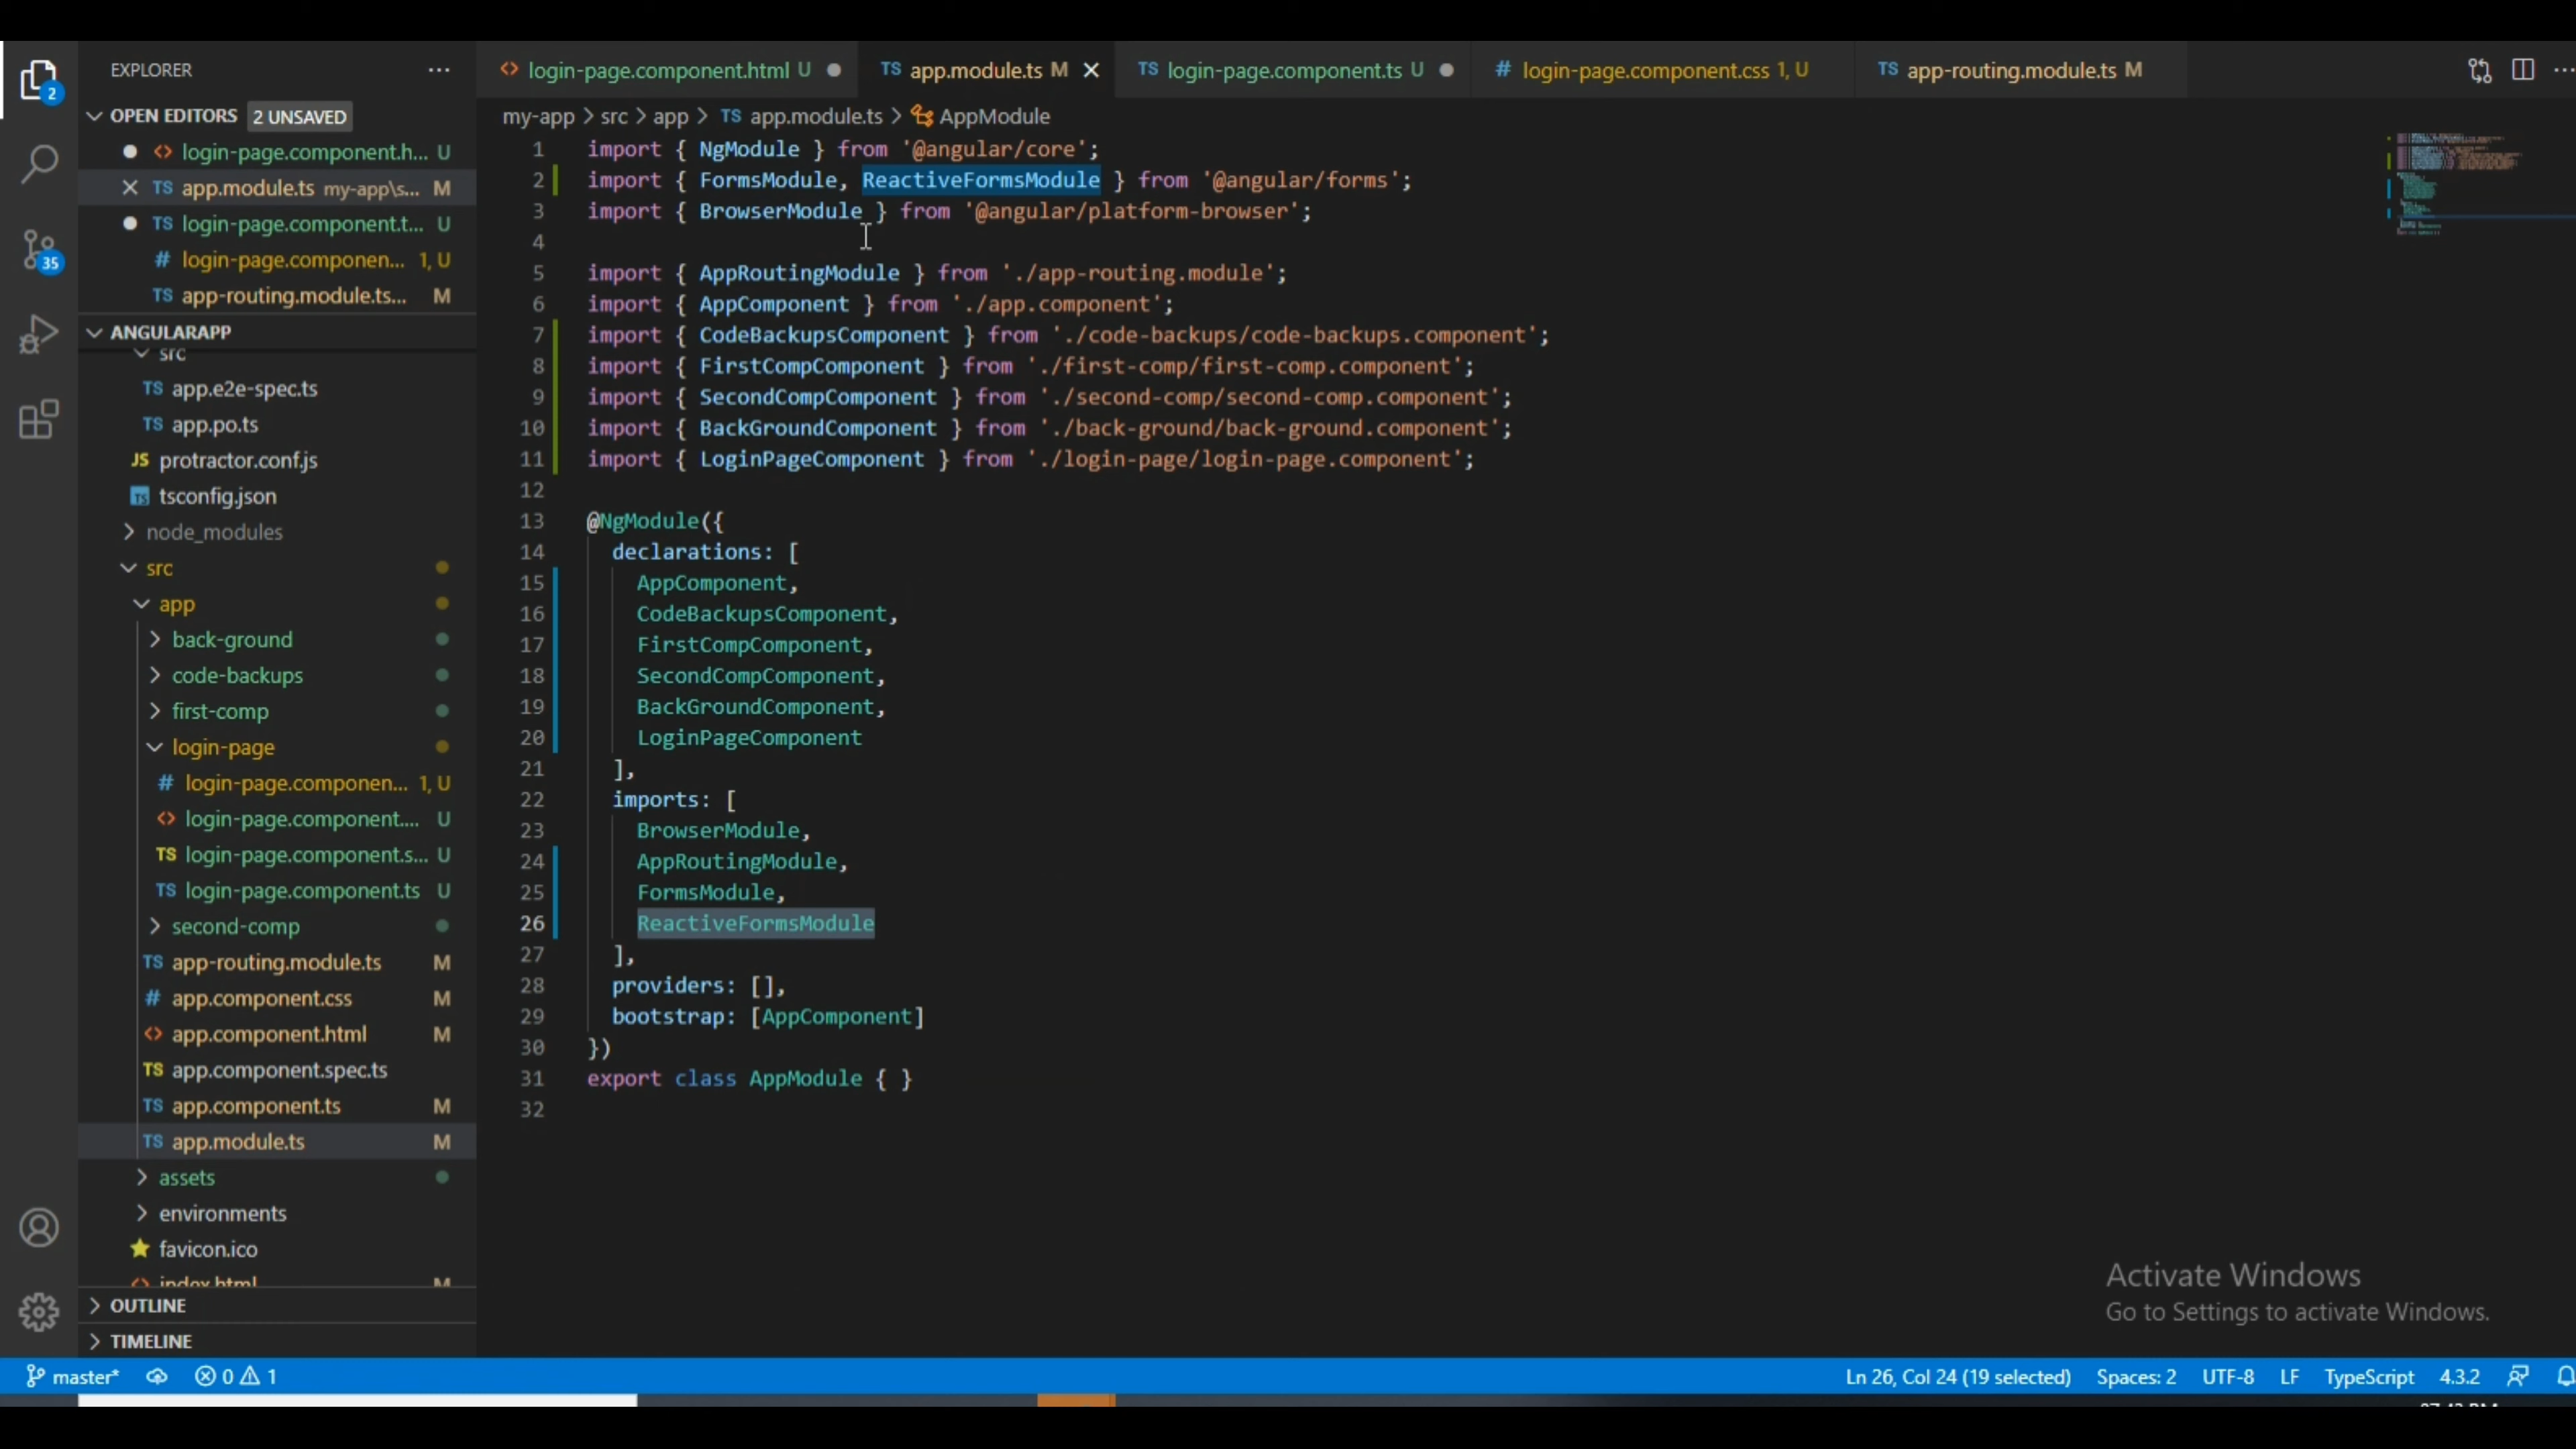 EXPLORER
OPEN EDITORS 2 UNSAVED
login-page.component.h... U
app.module.ts my-app\s... M
login-page.component.t... U
login-page.componen... 1, U
app-routing.module.ts... M
ANGULARAPP
src
app.e2e-spec.ts
app.po.ts
protractor.conf.js
tsconfig.json
node_modules
src
app
back-ground
code-backups
first-comp
login-page
login-page.componen... 1, U
login-page.component.... U
login-page.component.s... U
login-page.component.ts U
second-comp
app-routing.module.ts M
app.component.css M
app.component.html M
app.component.spec.ts
app.component.ts M
app.module.ts M
assets
environments
favicon.ico
index.html M
OUTLINE
TIMELINE
login-page.component.html U
app.module.ts M
login-page.component.ts U
login-page.component.css 1, U
app-routing.module.ts M
my-app > src > app > TS app.module.ts > AppModule
1 import { NgModule } from '@angular/core';
2 import { FormsModule, ReactiveFormsModule } from '@angular/forms';
3 import { BrowserModule } from '@angular/platform-browser';
4
5 import { AppRoutingModule } from './app-routing.module';
6 import { AppComponent } from './app.component';
7 import { CodeBackupsComponent } from './code-backups/code-backups.component';
8 import { FirstCompComponent } from './first-comp/first-comp.component';
9 import { SecondCompComponent } from './second-comp/second-comp.component';
10 import { BackGroundComponent } from './back-ground/back-ground.component';
11 import { LoginPageComponent } from './login-page/login-page.component';
12
13 @NgModule({
14 declarations: [
15 AppComponent,
16 CodeBackupsComponent,
17 FirstCompComponent,
18 SecondCompComponent,
19 BackGroundComponent,
20 LoginPageComponent
21 ],
22 imports: [
23 BrowserModule,
24 AppRoutingModule,
25 FormsModule,
26 ReactiveFormsModule
27 ],
28 providers: [],
29 bootstrap: [AppComponent]
30 })
31 export class AppModule { }
32
Activate Windows
Go to Settings to activate Windows.
2
35
master* 0 1 Ln 26, Col 24 (19 selected) Spaces: 2 UTF-8 LF TypeScript 4.3.2